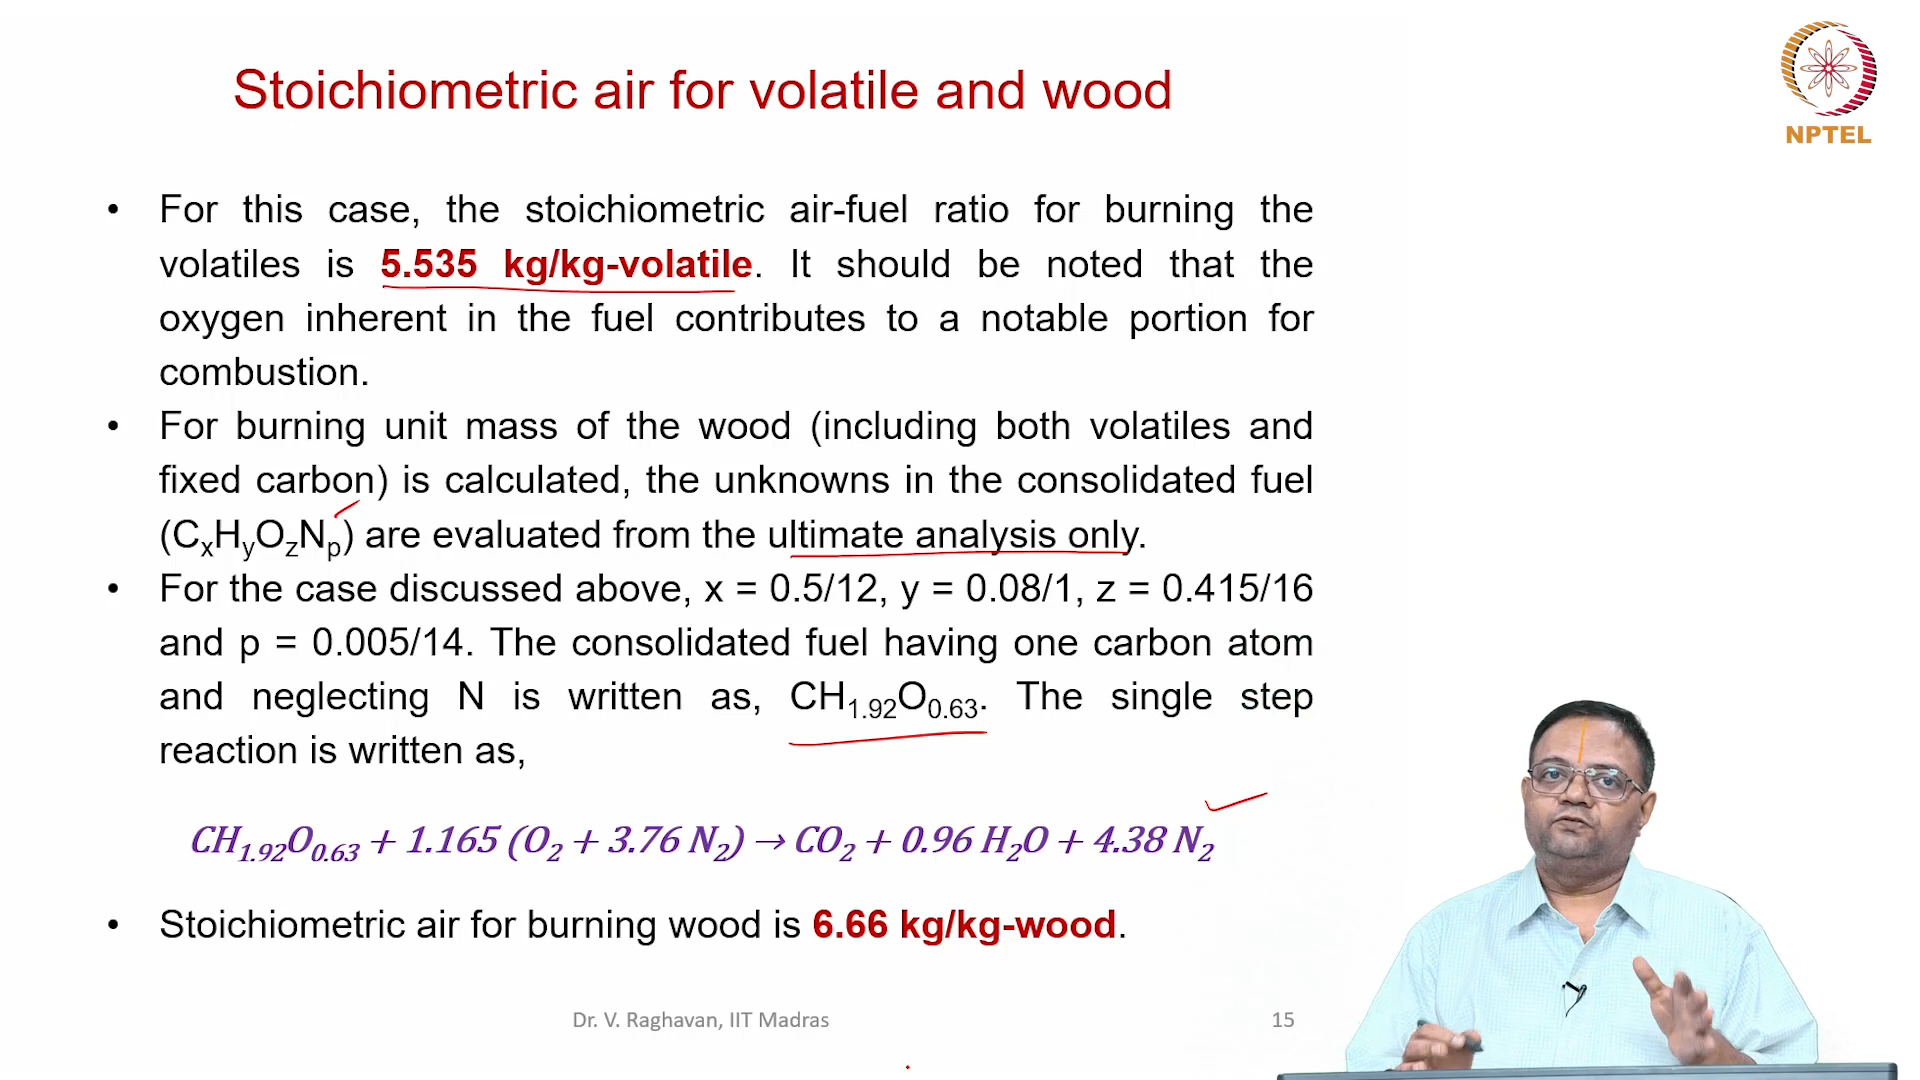 Stoichiometric air for volatile and wood
NPTEL
• For this case, the stoichiometric air-fuel ratio for burning the
volatiles is 5.535 kg/kg-volatile. It should be noted that the
oxygen inherent in the fuel contributes to a notable portion for
combustion.
• For burning unit mass of the wood (including both volatiles and
fixed carbon) is calculated, the unknowns in the consolidated fuel
(CₓHᵧO_zNₚ) are evaluated from the ultimate analysis only.
• For the case discussed above, x = 0.5/12, y = 0.08/1, z = 0.415/16
and p = 0.005/14. The consolidated fuel having one carbon atom
and neglecting N is written as, CH₁.₉₂O₀.₆₃. The single step
reaction is written as,
CH₁.₉₂O₀.₆₃ + 1.165 (O₂ + 3.76 N₂) → CO₂ + 0.96 H₂O + 4.38 N₂
• Stoichiometric air for burning wood is 6.66 kg/kg-wood.
Dr. V. Raghavan, IIT Madras
15